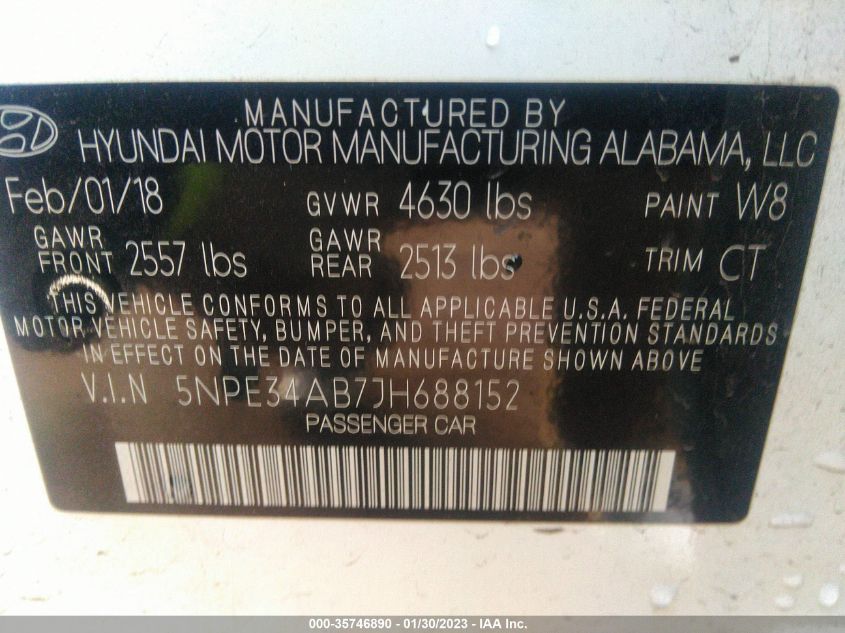 MANUFACTURED BY
HYUNDAI MOTOR MANUFACTURING ALABAMA, LLC
Feb/01/18 GVWR 4630 lbs PAINT W8
GAWR FRONT 2557 lbs GAWR REAR 2513 lbs TRIM CT
THIS VEHICLE CONFORMS TO ALL APPLICABLE U.S.A. FEDERAL
MOTOR VEHICLE SAFETY, BUMPER, AND THEFT PREVENTION STANDARDS
IN EFFECT ON THE DATE OF MANUFACTURE SHOWN ABOVE
V.I.N 5NPE34AB7JH688152
PASSENGER CAR
000-35746890 - 01/30/2023 - IAA Inc.